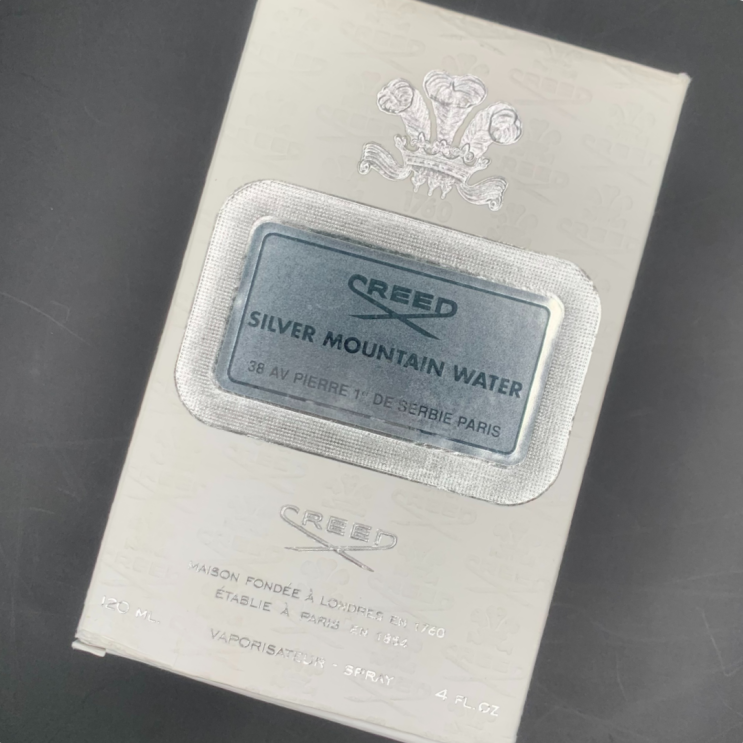 CREED
SILVER MOUNTAIN WATER
38 AV PIERRE 1er DE SERBIE PARIS
CREED
MAISON FONDÉE À LONDRES EN 1760
ÉTABLIE À PARIS EN 1854
120 ML
VAPORISATEUR - SPRAY
4 FL.OZ